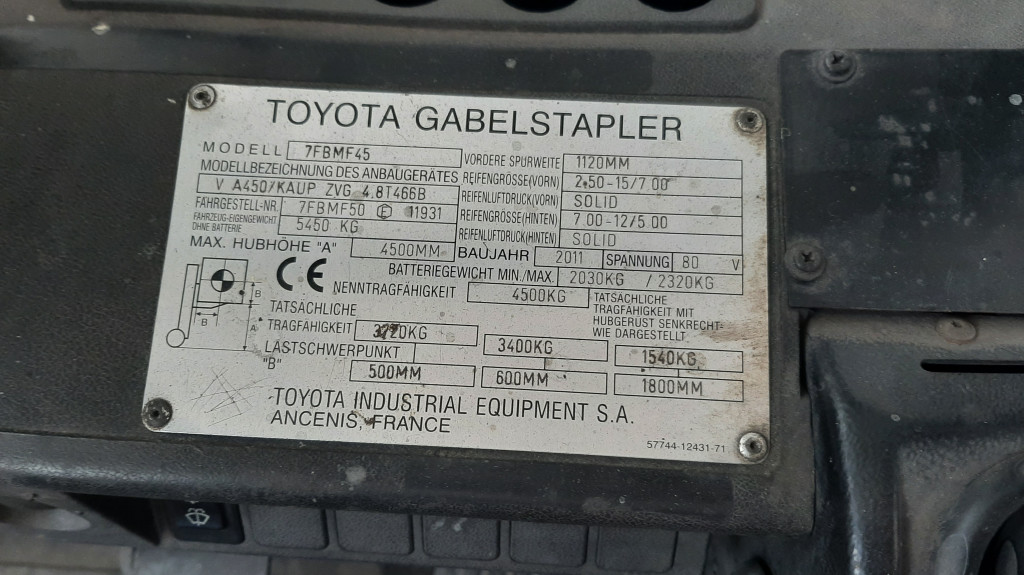 TOYOTA GABELSTAPLER
MODELL 7FBMF45
MODELLBEZEICHNUNG DES ANBAUGERÄTES
V A450/KAUP ZVG 4.8T466B
FAHRGESTELL-NR. 7FBMF50 E 11931
FAHRZEUG-EIGENGEWICHT OHNE BATTERIE 5450 KG
MAX. HUBHÖHE "A" 4500MM
VORDERE SPURWEITE 1120MM
REIFENGRÖSSE(VORN) 2.50-15/7.00
REIFENLUFTDRUCK(VORN) SOLID
REIFENGRÖSSE(HINTEN) 7.00-12/5.00
REIFENLUFTDRUCK(HINTEN) SOLID
BAUJAHR 2011 SPANNUNG 80 V
BATTERIEGEWICHT MIN./MAX 2030KG / 2320KG
CE
NENNTRAGFÄHIGKEIT 4500KG
B
B
A
TATSÄCHLICHE
TRAGFÄHIGKEIT 3770KG 3400KG 1540KG
TATSÄCHLICHE
TRAGFÄHIGKEIT MIT
HUBGERÜST SENKRECHT-
WIE DARGESTELLT.
LASTSCHWERPUNKT
"B" 500MM 600MM 1800MM
TOYOTA INDUSTRIAL EQUIPMENT S.A.
ANCENIS, FRANCE
57744-12431-71